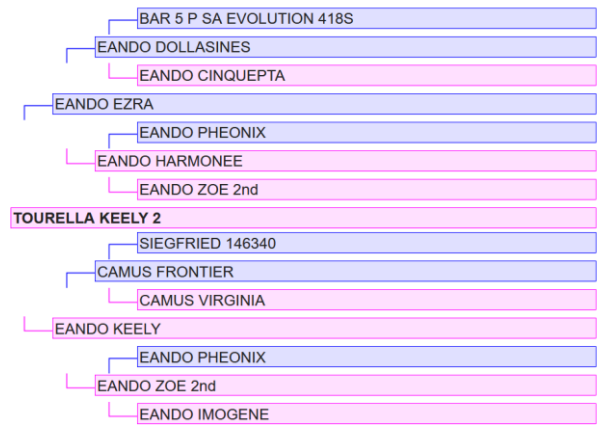 BAR 5 P SA EVOLUTION 418S
EANDO DOLLASINES
EANDO CINQUEPTA
EANDO EZRA
EANDO PHEONIX
EANDO HARMONEE
EANDO ZOE 2nd
TOURELLA KEELY 2
SIEGFRIED 146340
CAMUS FRONTIER
CAMUS VIRGINIA
EANDO KEELY
EANDO PHEONIX
EANDO ZOE 2nd
EANDO IMOGENE